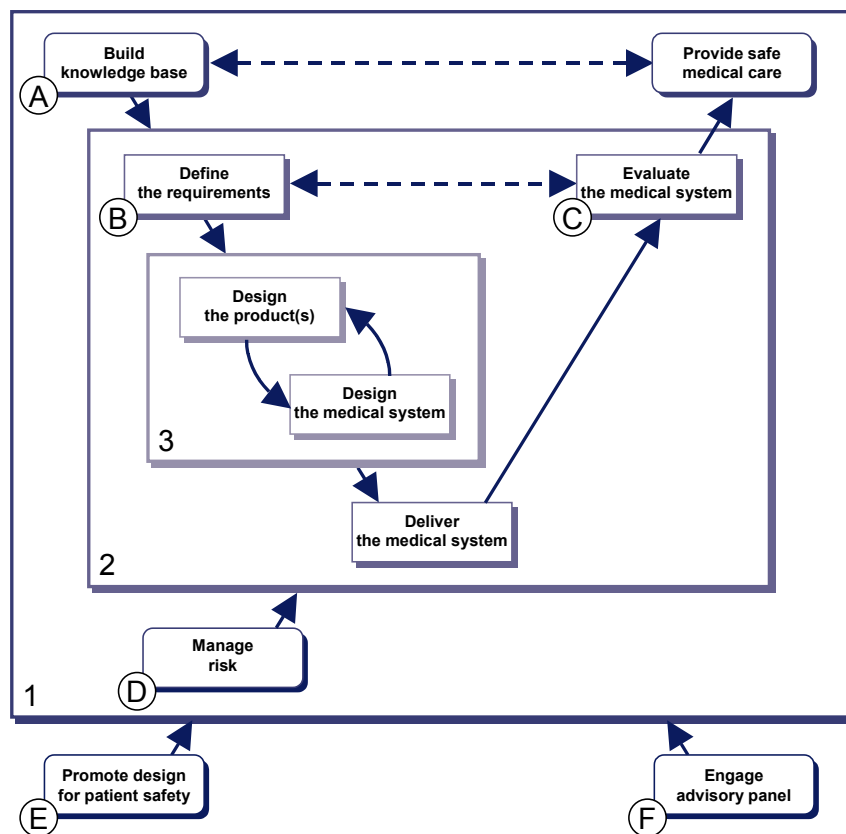 Build
knowledge base
A
Provide safe
medical care
Define
the requirements
B
Evaluate
the medical system
C
Design
the product(s)
Design
the medical system
3
Deliver
the medical system
2
Manage
risk
D
1
Promote design
for patient safety
E
Engage
advisory panel
F